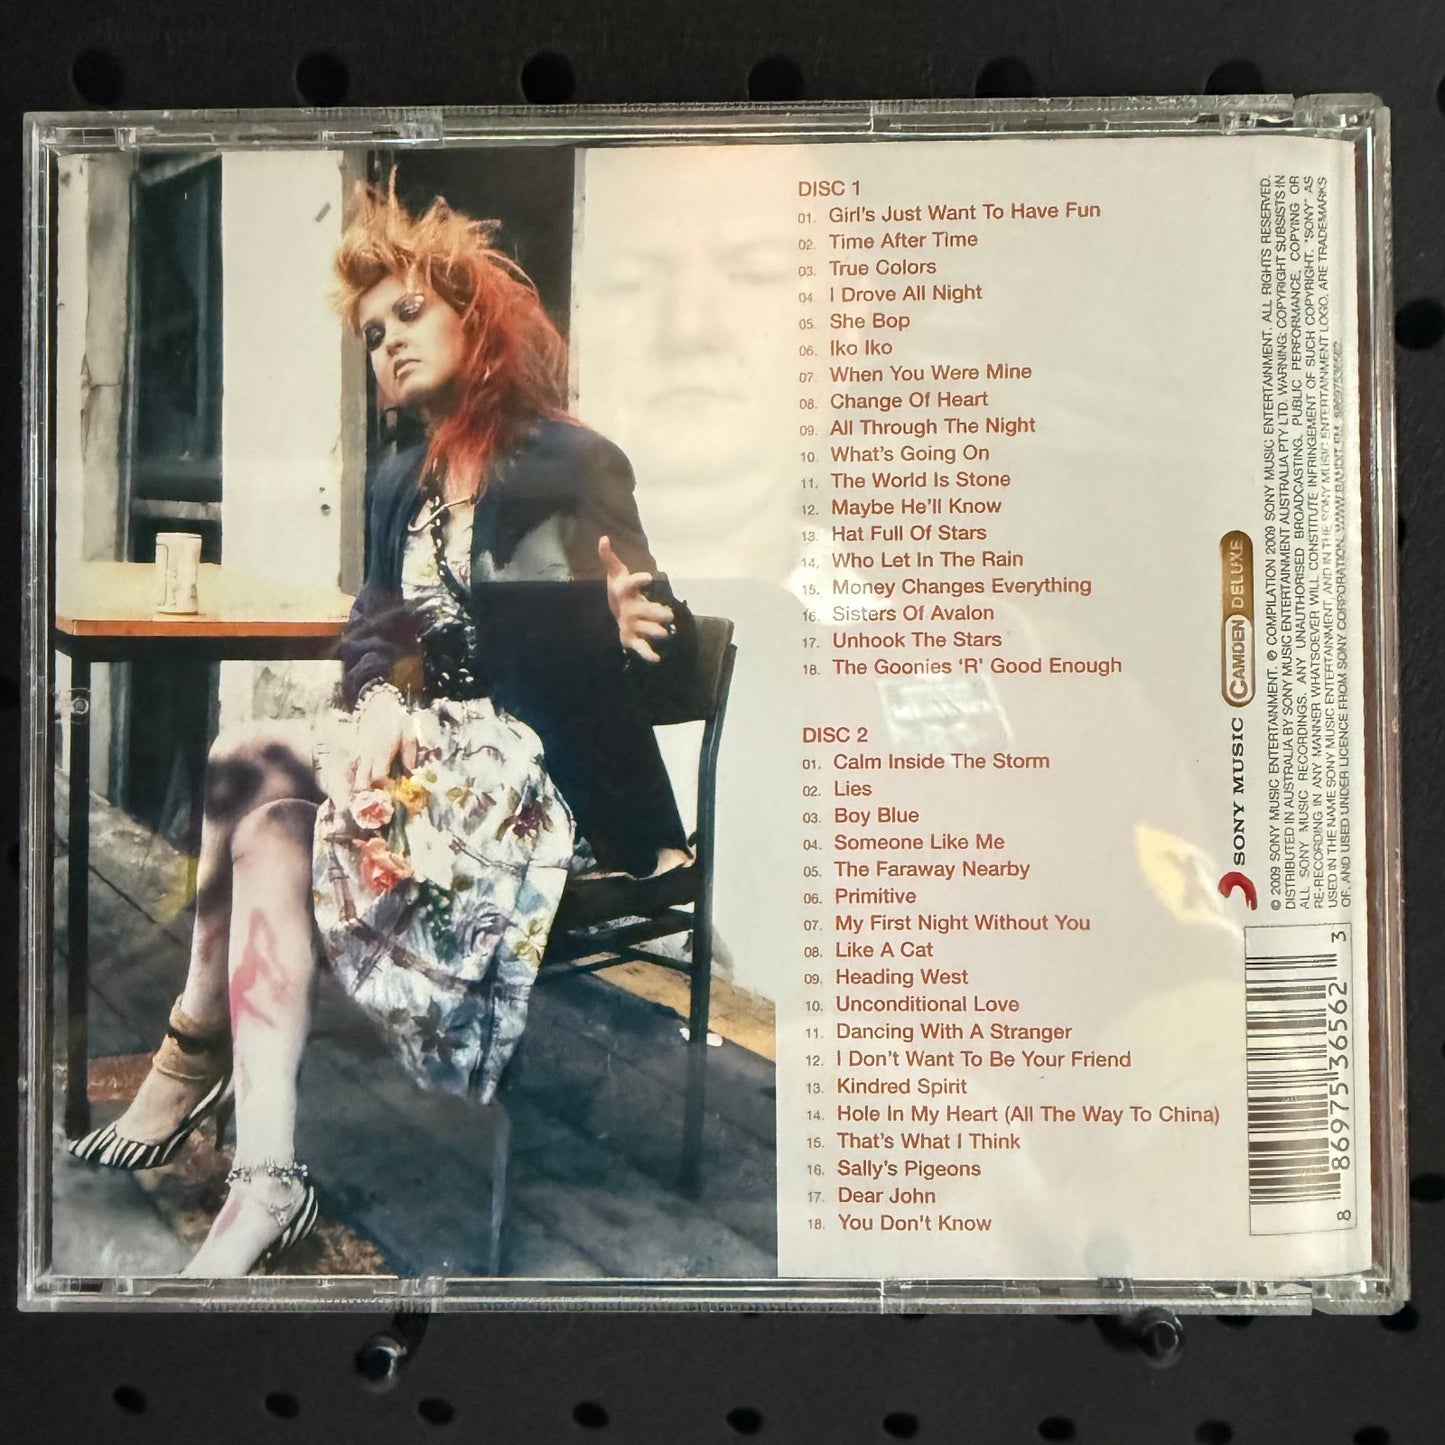 DISC 1
01. Girl's Just Want To Have Fun
02. Time After Time
03. True Colors
04. I Drove All Night
05. She Bop
06. Iko Iko
07. When You Were Mine
08. Change Of Heart
09. All Through The Night
10. What's Going On
11. The World Is Stone
12. Maybe He'll Know
13. Hat Full Of Stars
14. Who Let In The Rain
15. Money Changes Everything
16. Sisters Of Avalon
17. Unhook The Stars
18. The Goonies 'R' Good Enough
DISC 2
01. Calm Inside The Storm
02. Lies
03. Boy Blue
04. Someone Like Me
05. The Faraway Nearby
06. Primitive
07. My First Night Without You
08. Like A Cat
09. Heading West
10. Unconditional Love
11. Dancing With A Stranger
12. I Don't Want To Be Your Friend
13. Kindred Spirit
14. Hole In My Heart (All The Way To China)
15. That's What I Think
16. Sally's Pigeons
17. Dear John
18. You Don't Know
SONY MUSIC
CAMDEN DELUXE
© 2009 SONY MUSIC ENTERTAINMENT. ℗ COMPILATION 2009 SONY MUSIC ENTERTAINMENT. ALL RIGHTS RESERVED.
DISTRIBUTED IN AUSTRALIA BY SONY MUSIC ENTERTAINMENT AUSTRALIA PTY LTD. WARNING: COPYRIGHT SUBSISTS IN
ALL SONY MUSIC RECORDINGS. ANY UNAUTHORISED BROADCASTING, PUBLIC PERFORMANCE, COPYING OR
RE-RECORDING IN ANY MANNER WHATSOEVER WILL CONSTITUTE INFRINGEMENT OF SUCH COPYRIGHT. "SONY" AS
USED IN THE NAME SONY MUSIC ENTERTAINMENT, AND IN THE SONY MUSIC ENTERTAINMENT LOGO, ARE TRADEMARKS
OF, AND USED UNDER LICENCE FROM SONY CORPORATION.
8 86975 36562 3